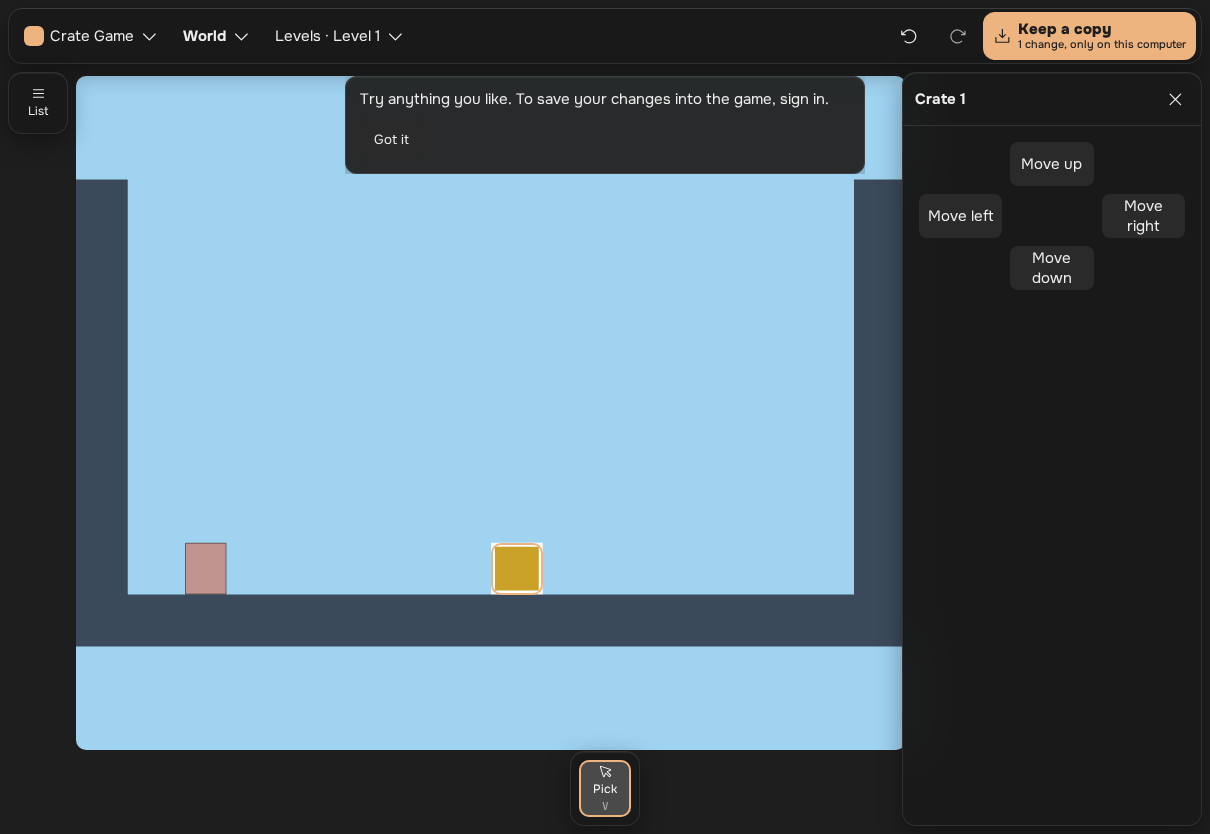 Crate Game
World
Levels · Level 1
Keep a copy
1 change, only on this computer
List
Try anything you like. To save your changes into the game, sign in.
Got it
Crate 1
Move up
Move left
Move
right
Move
down
Pick
V